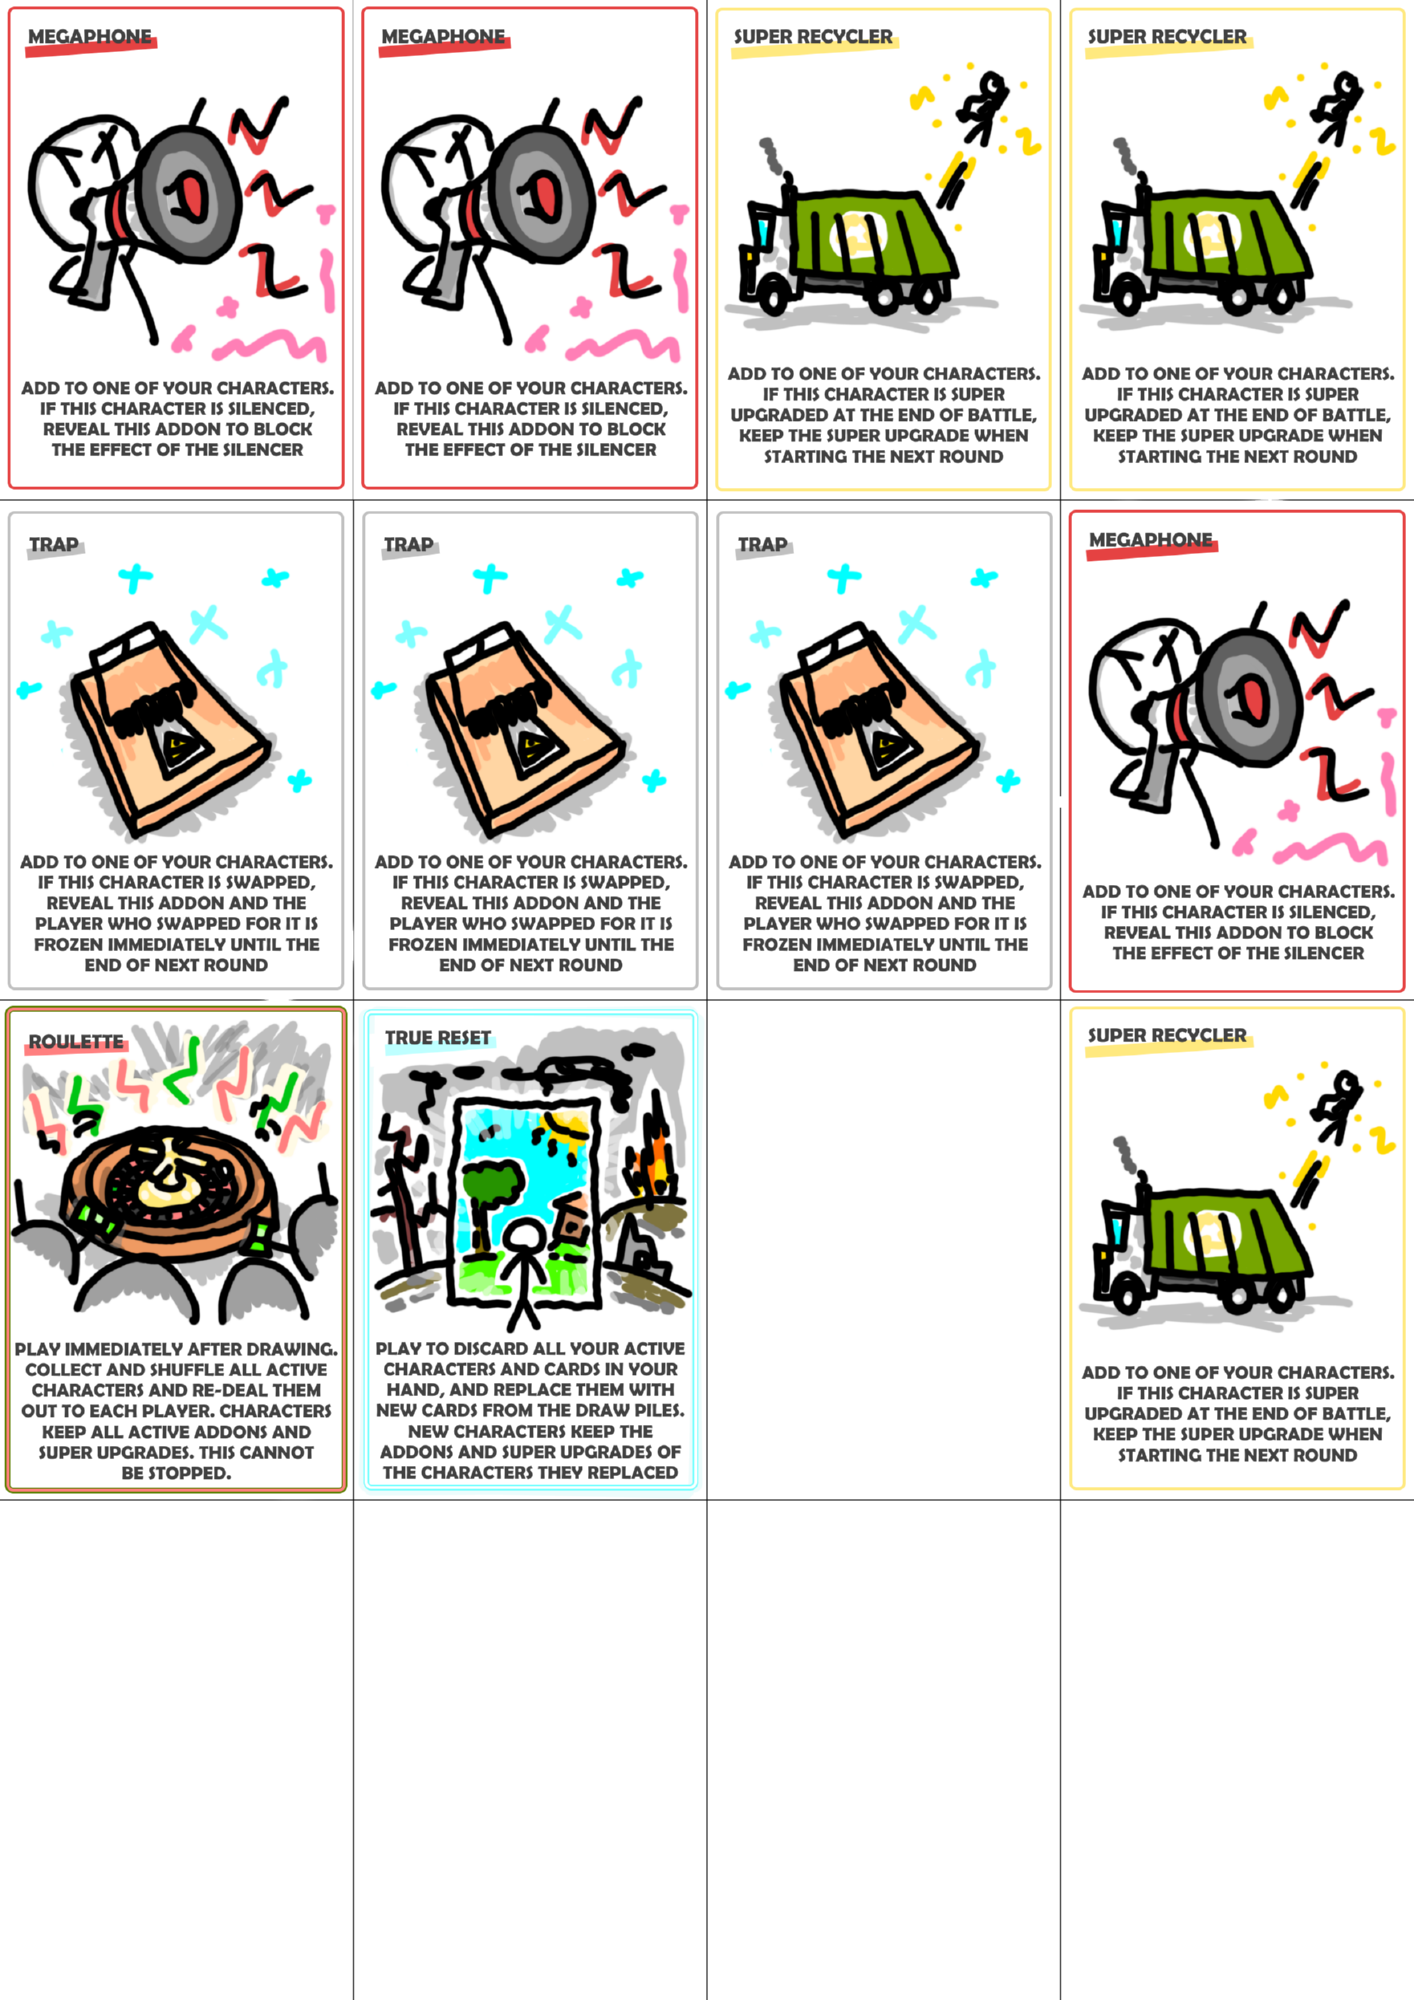 MEGAPHONE
ADD TO ONE OF YOUR CHARACTERS.
IF THIS CHARACTER IS SILENCED,
REVEAL THIS ADDON TO BLOCK
THE EFFECT OF THE SILENCER
MEGAPHONE
ADD TO ONE OF YOUR CHARACTERS.
IF THIS CHARACTER IS SILENCED,
REVEAL THIS ADDON TO BLOCK
THE EFFECT OF THE SILENCER
SUPER RECYCLER
ADD TO ONE OF YOUR CHARACTERS.
IF THIS CHARACTER IS SUPER
UPGRADED AT THE END OF BATTLE,
KEEP THE SUPER UPGRADE WHEN
STARTING THE NEXT ROUND
SUPER RECYCLER
ADD TO ONE OF YOUR CHARACTERS.
IF THIS CHARACTER IS SUPER
UPGRADED AT THE END OF BATTLE,
KEEP THE SUPER UPGRADE WHEN
STARTING THE NEXT ROUND
TRAP
ADD TO ONE OF YOUR CHARACTERS.
IF THIS CHARACTER IS SWAPPED,
REVEAL THIS ADDON AND THE
PLAYER WHO SWAPPED FOR IT IS
FROZEN IMMEDIATELY UNTIL THE
END OF NEXT ROUND
TRAP
ADD TO ONE OF YOUR CHARACTERS.
IF THIS CHARACTER IS SWAPPED,
REVEAL THIS ADDON AND THE
PLAYER WHO SWAPPED FOR IT IS
FROZEN IMMEDIATELY UNTIL THE
END OF NEXT ROUND
TRAP
ADD TO ONE OF YOUR CHARACTERS.
IF THIS CHARACTER IS SWAPPED,
REVEAL THIS ADDON AND THE
PLAYER WHO SWAPPED FOR IT IS
FROZEN IMMEDIATELY UNTIL THE
END OF NEXT ROUND
MEGAPHONE
ADD TO ONE OF YOUR CHARACTERS.
IF THIS CHARACTER IS SILENCED,
REVEAL THIS ADDON TO BLOCK
THE EFFECT OF THE SILENCER
ROULETTE
PLAY IMMEDIATELY AFTER DRAWING.
COLLECT AND SHUFFLE ALL ACTIVE
CHARACTERS AND RE-DEAL THEM
OUT TO EACH PLAYER. CHARACTERS
KEEP ALL ACTIVE ADDONS AND
SUPER UPGRADES. THIS CANNOT
BE STOPPED.
TRUE RESET
PLAY TO DISCARD ALL YOUR ACTIVE
CHARACTERS AND CARDS IN YOUR
HAND, AND REPLACE THEM WITH
NEW CARDS FROM THE DRAW PILES.
NEW CHARACTERS KEEP THE
ADDONS AND SUPER UPGRADES OF
THE CHARACTERS THEY REPLACED
SUPER RECYCLER
ADD TO ONE OF YOUR CHARACTERS.
IF THIS CHARACTER IS SUPER
UPGRADED AT THE END OF BATTLE,
KEEP THE SUPER UPGRADE WHEN
STARTING THE NEXT ROUND